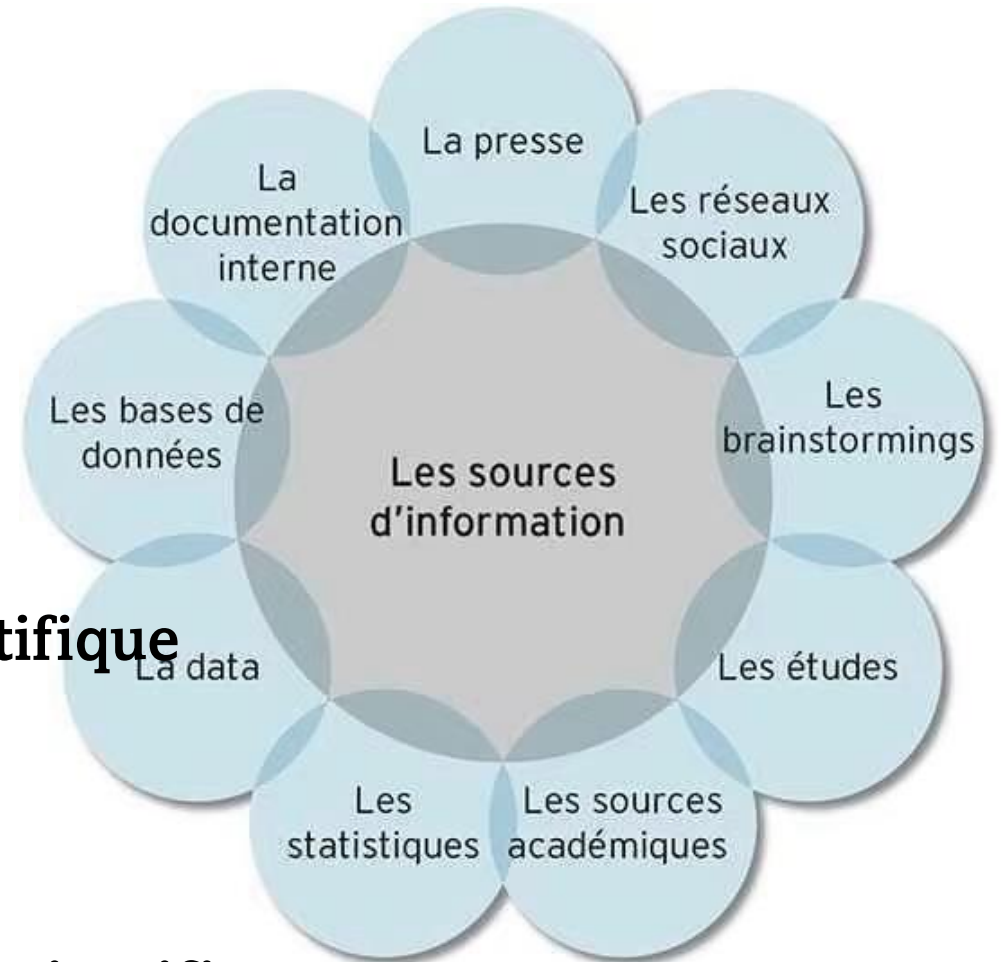 La presse
Les réseaux
sociaux
Les
brainstormings
Les études
Les sources
académiques
Les
statistiques
La data
Les bases de
données
La
documentation
interne
Les sources
d'information
tifique